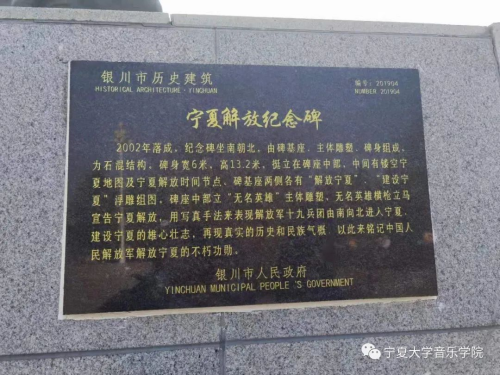 银川市历史建筑
HISTORICAL ARCHITECTURE·YINCHUAN
编号：201904
NUMBER 201904
宁夏解放纪念碑
2002年落成，纪念碑坐南朝北，由碑基座、主体雕塑、碑身组成，
为石混结构，碑身宽6米，高13.2米，挺立在碑座中部，中间有镂空宁
夏地图及宁夏解放时间节点，碑基座两侧各有“解放宁夏”、“建设宁
夏”浮雕组图，碑座中部立“无名英雄”主体雕塑，无名英雄横枪立马
宣告宁夏解放，用写真手法来表现解放军十九兵团由南向北进入宁夏、
建设宁夏的雄心壮志，再现真实的历史和民族气概，以此来铭记中国人
民解放军解放宁夏的不朽功勋。
银川市人民政府
YINCHUAN MUNICIPAL PEOPLE'S GOVERNMENT
宁夏大学音乐学院